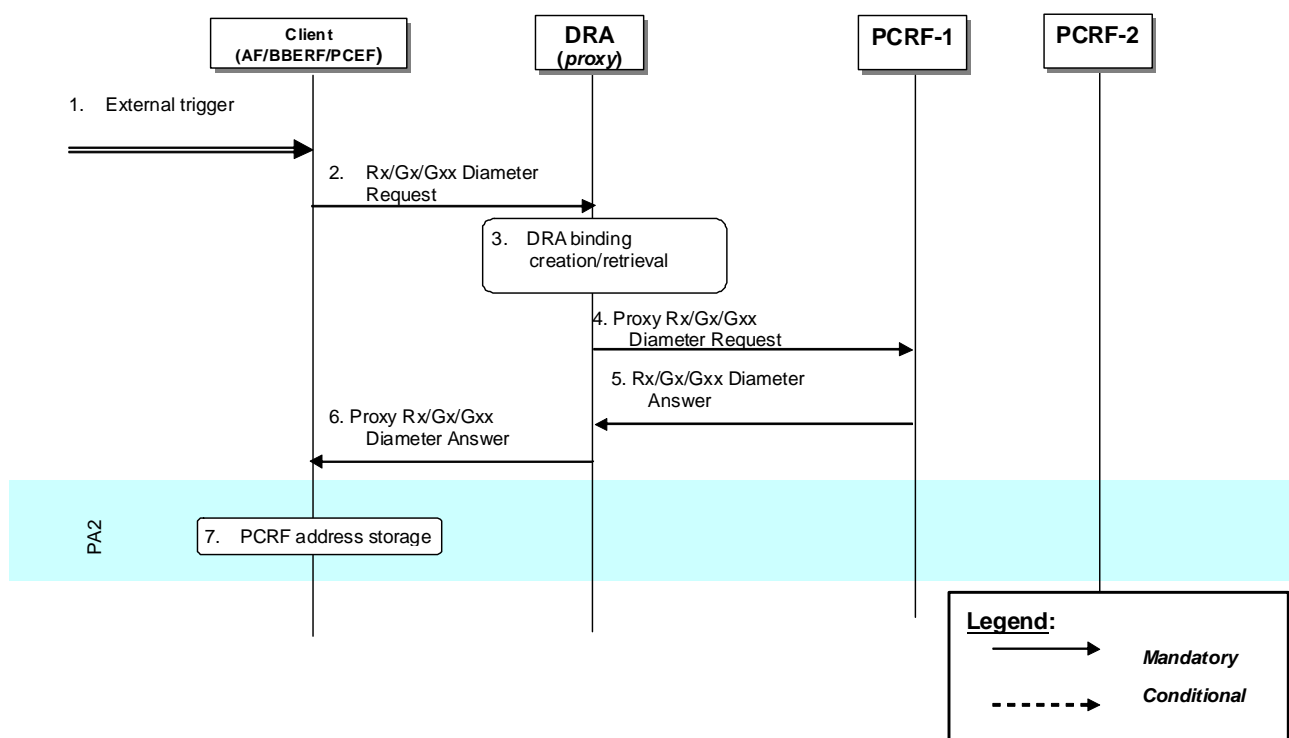 Client
(AF/BBERF/PCEF)
DRA
(proxy)
PCRF-1
PCRF-2
1. External trigger
2. Rx/Gx/Gxx Diameter
Request
3. DRA binding
creation/retrieval
4. Proxy Rx/Gx/Gxx
Diameter Request
5. Rx/Gx/Gxx Diameter
Answer
6. Proxy Rx/Gx/Gxx
Diameter Answer
PA2
7. PCRF address storage
Legend:
Mandatory
Conditional